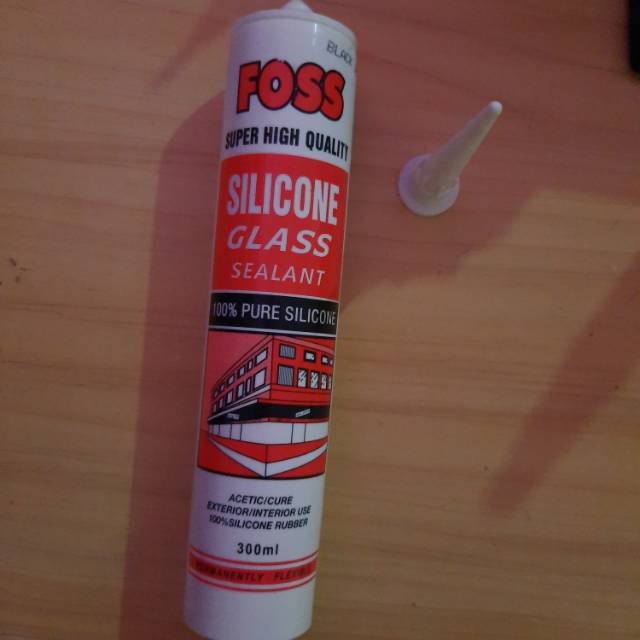 BLACK
FOSS
SUPER HIGH QUALITY
SILICONE
GLASS
SEALANT
100% PURE SILICONE
ACETIC/CURE
EXTERIOR/INTERIOR USE
100%SILICONE RUBBER
300ml
PERMANENTLY FLEXIBLE